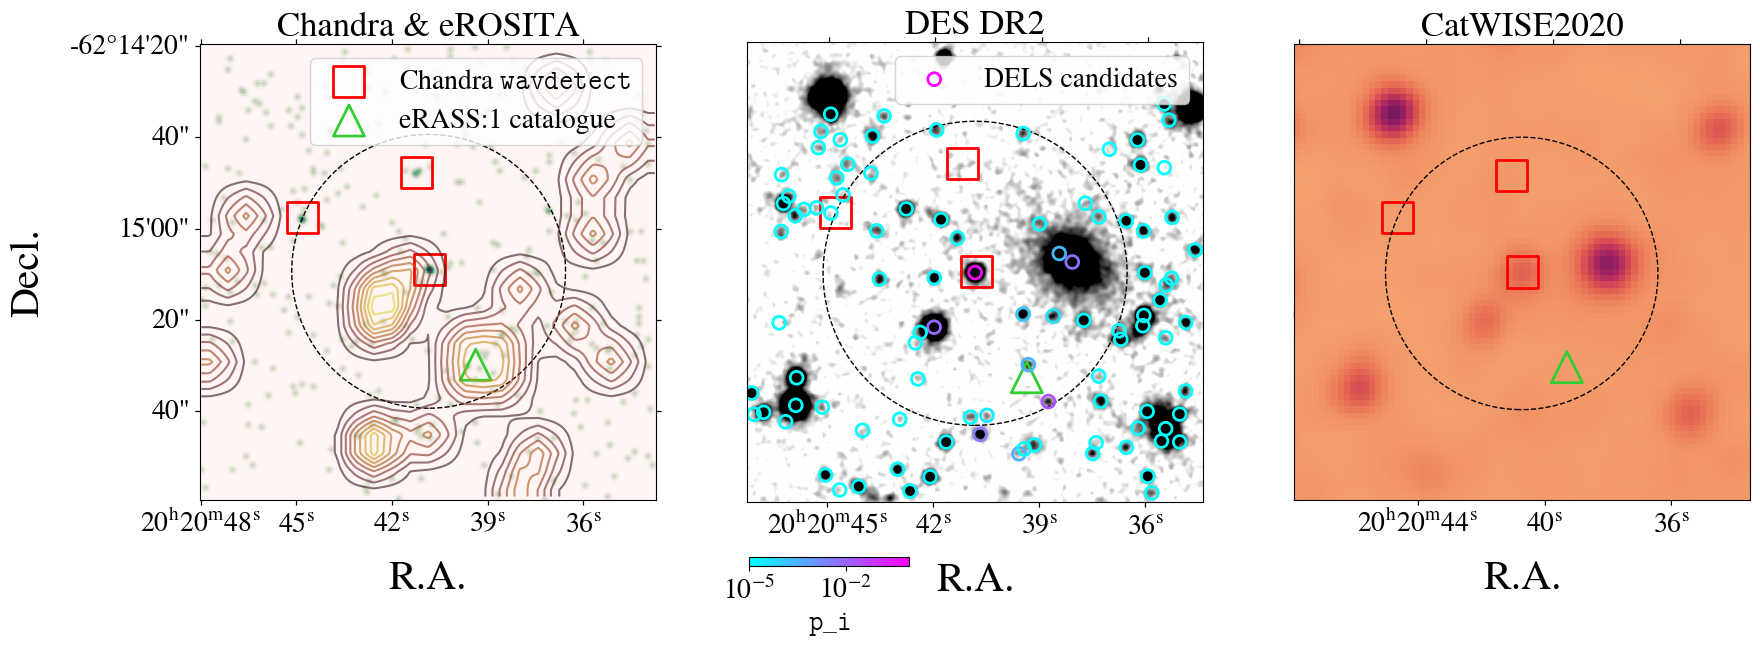 Chandra & eROSITA
DES DR2
CatWISE2020
Chandra wavdetect
eRASS:1 catalogue
DELS candidates
-62°14'20"
40"
15'00"
20"
40"
Decl.
20ʰ20ᵐ48ˢ 45ˢ 42ˢ 39ˢ 36ˢ
20ʰ20ᵐ45ˢ 42ˢ 39ˢ 36ˢ
20ʰ20ᵐ44ˢ 40ˢ 36ˢ
R.A.
R.A.
R.A.
10⁻⁵ 10⁻²
p_i